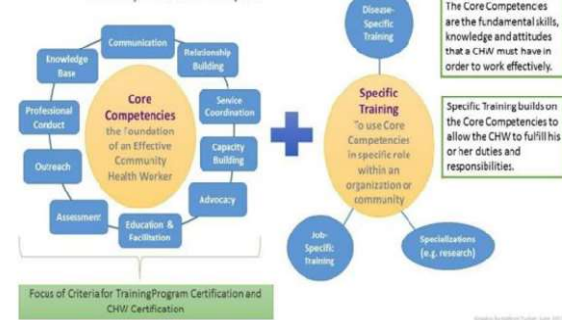 Communication
Knowledge
Base
Relationship
Building
Professional
Conduct
Service
Coordination
Outreach
Capacity
Building
Assessment
Advocacy
Education &
Facilitation
Core
Competencies
the foundation
of an Effective
Community
Health Worker
Focus of Criteria for Training Program Certification and
CHW Certification
Disease-
Specific
Training
Specific
Training
To use Core
Competencies
in specific role
within an
organization or
community
Job-
Specific
Training
Specializations
(e.g. research)
The Core Competencies
are the fundamental skills,
knowledge and attitudes
that a CHW must have in
order to work effectively.
Specific Training builds on
the Core Competencies to
allow the CHW to fulfill his
or her duties and
responsibilities.